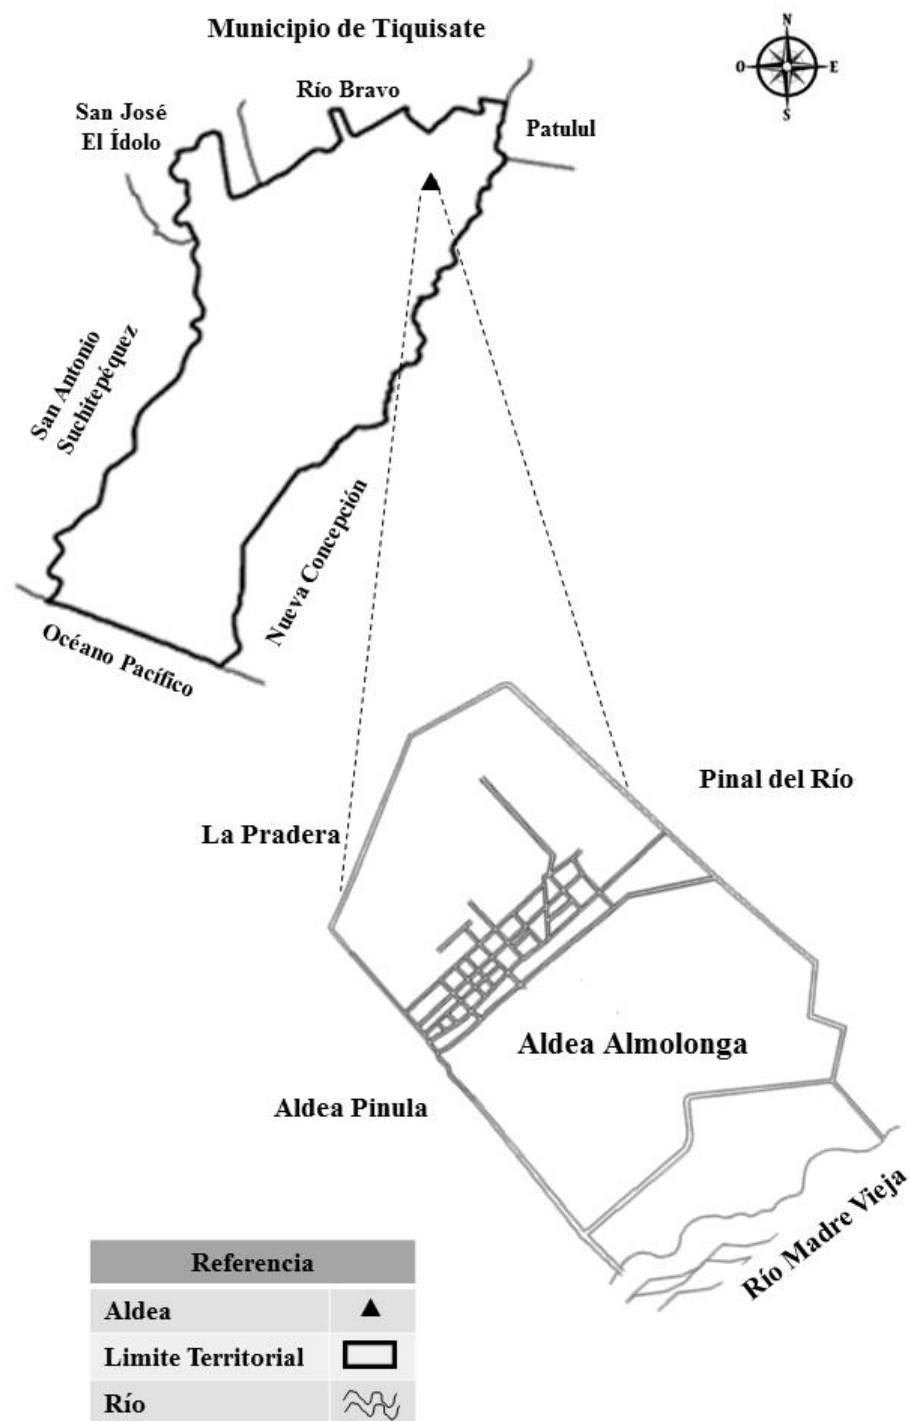 Municipio de Tiquisate
N
O
E
S
Río Bravo
San José
El Ídolo
Patulul
San Antonio
Suchitepéquez
Nueva Concepción
Océano Pacífico
Pinal del Río
La Pradera
Aldea Almolonga
Aldea Pinula
Río Madre Vieja
Referencia
Aldea
Limite Territorial
Río